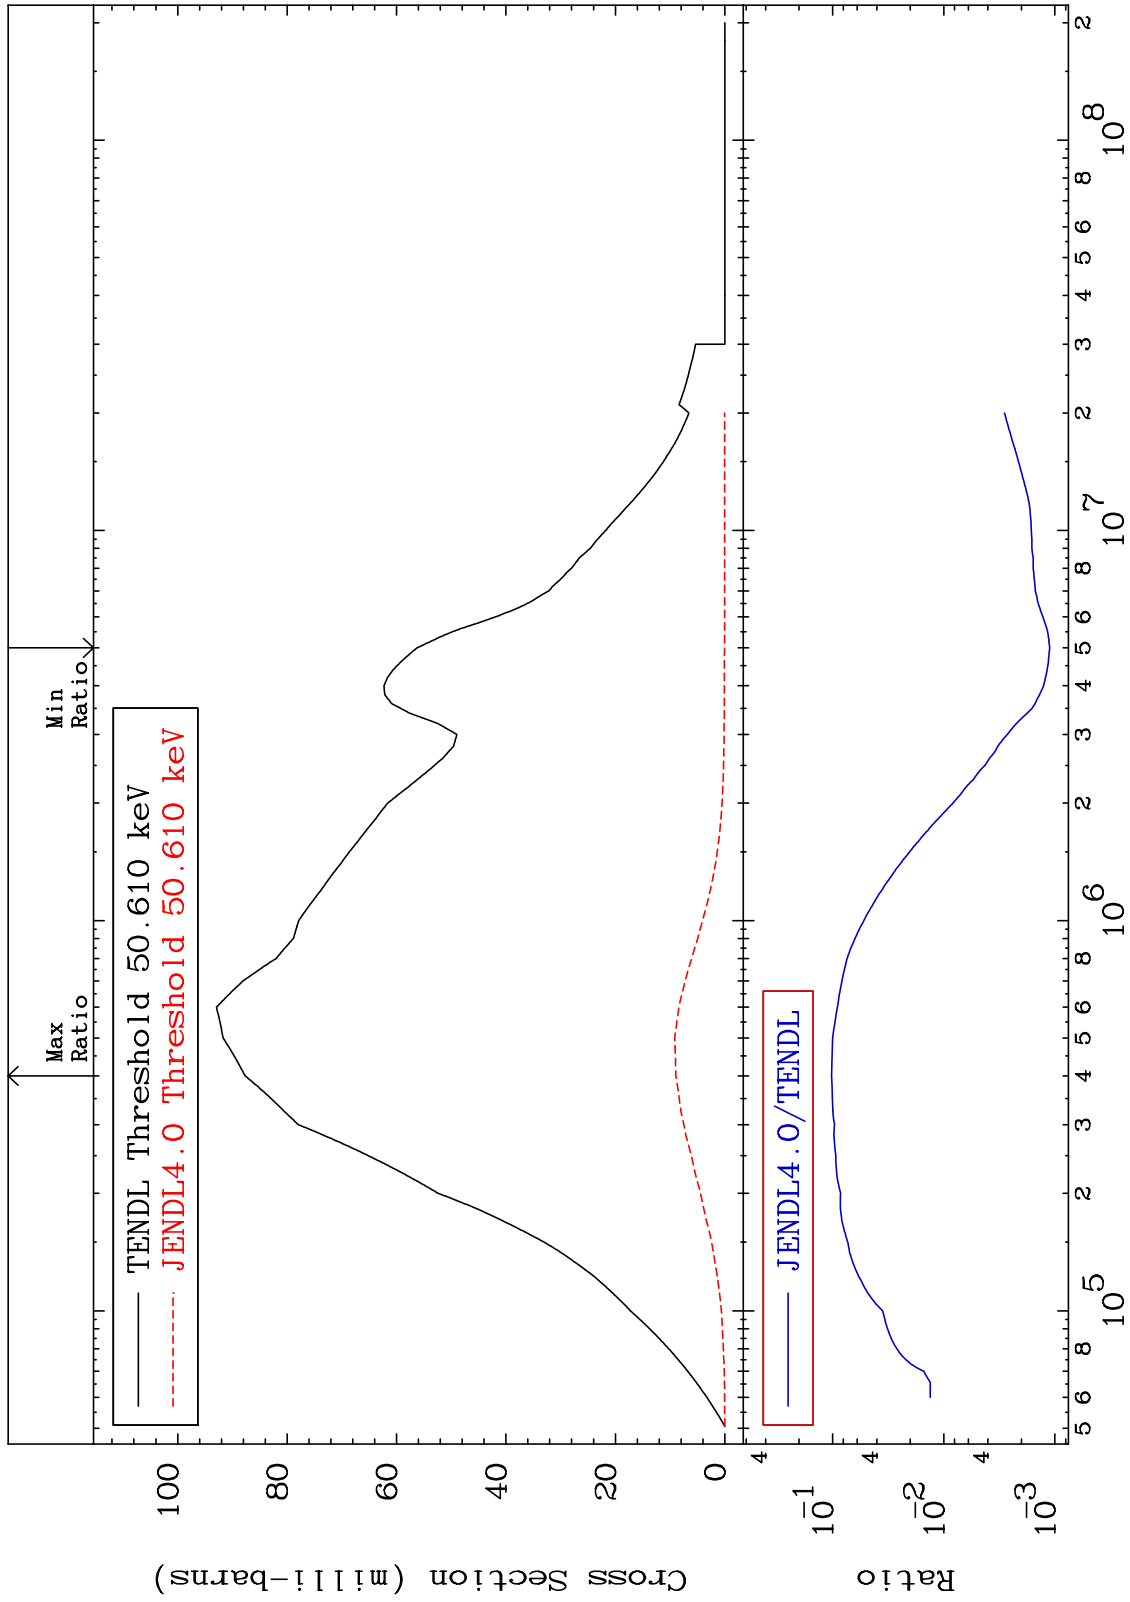 Max
Ratio
Min
Ratio
TENDL Threshold 50.610 keV
JENDL4.0 Threshold 50.610 keV
Cross Section (milli-barns)
100
80
60
40
20
0
JENDL4.0/TENDL
Ratio
4
10-1
4
10-2
4
10-3
5 6 8 2 3 4 5 6 8 2 3 4 5 6 8 2 3 4 5 6 8 2
10 5 10 6 10 7 10 8